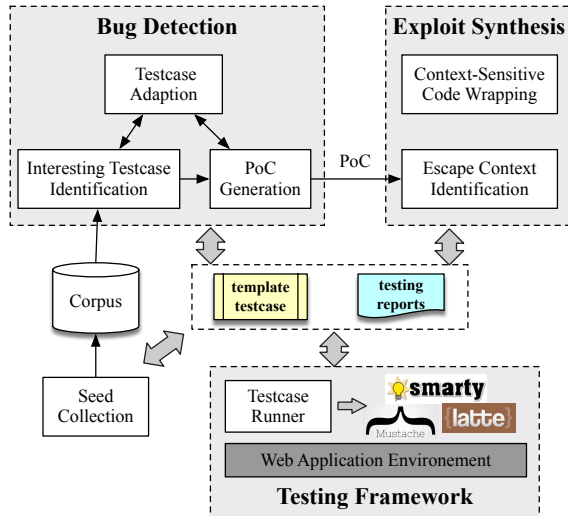 Bug Detection
Testcase
Adaption
Interesting Testcase
Identification
PoC
Generation
PoC
Exploit Synthesis
Context-Sensitive
Code Wrapping
Escape Context
Identification
Corpus
template
testcase
testing
reports
Seed
Collection
Testcase
Runner
smarty
Mustache
{latte}
Web Application Environement
Testing Framework